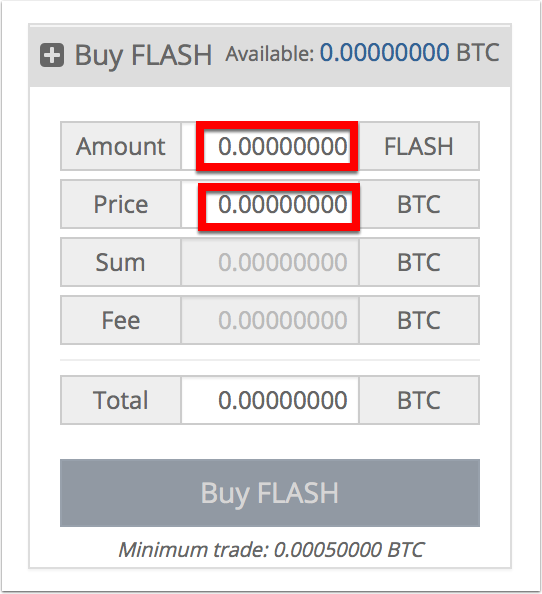 Buy FLASH Available: 0.00000000 BTC
Amount 0.00000000 FLASH
Price 0.00000000 BTC
Sum 0.00000000 BTC
Fee 0.00000000 BTC
Total 0.00000000 BTC
Buy FLASH
Minimum trade: 0.00050000 BTC